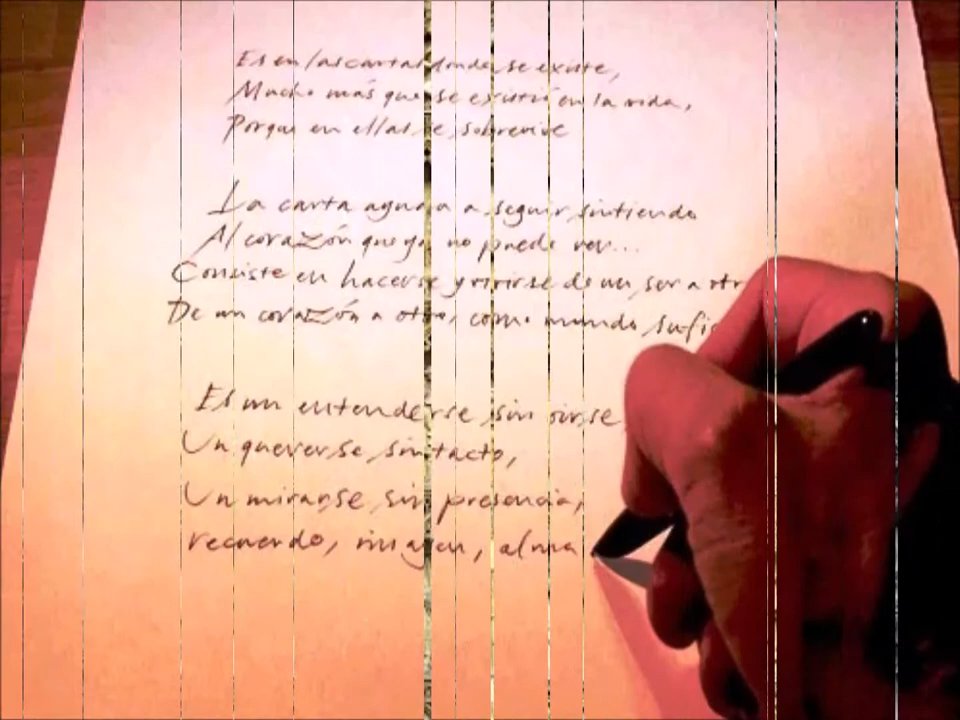 Es en las cartas donde se existe,
Mucho más que se existió en la vida,
Porque en ellas se sobrevive
La carta ayuda a seguir sintiendo
Al corazón que ya no puede ver...
Consiste en hacerse y vivirse de un ser a otr
De un corazón a otro, como mundo sufic
Es un entenderse sin oirse
Un quererse sin tacto,
Un mirarse sin presencia,
recuerdo, imagen, alma